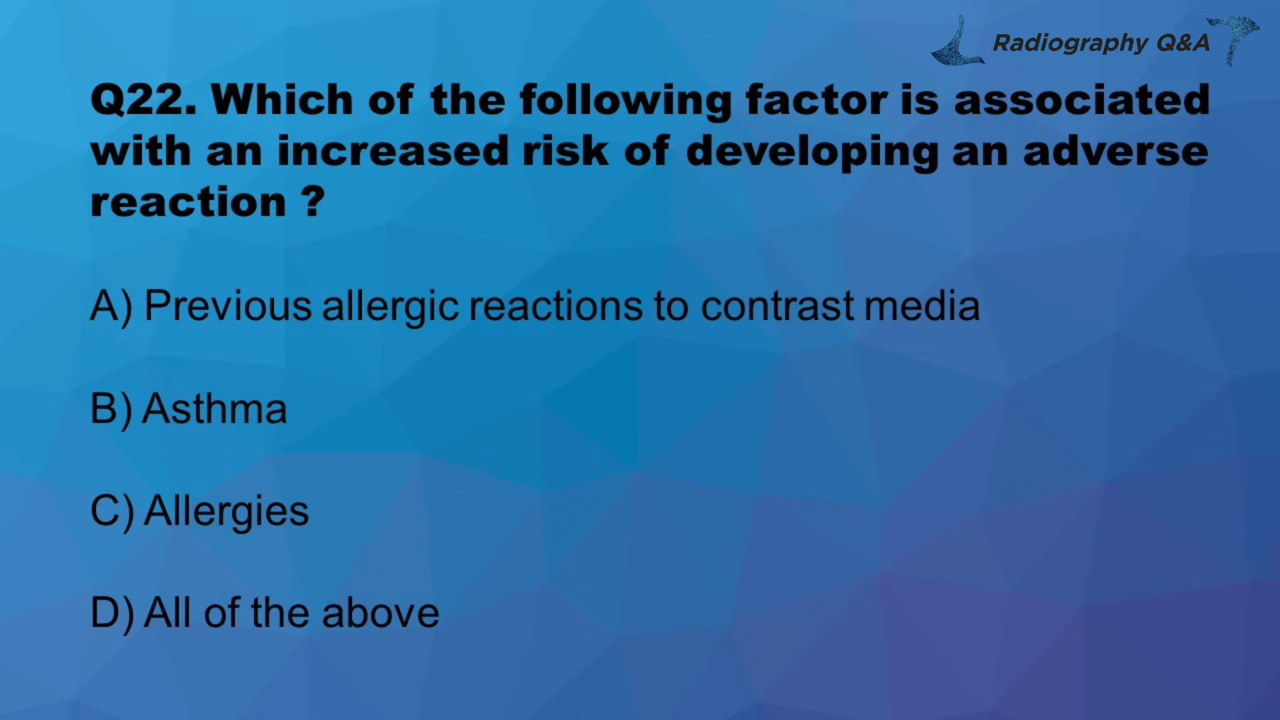 Radiography Q&A
Q22. Which of the following factor is associated
with an increased risk of developing an adverse
reaction ?
A) Previous allergic reactions to contrast media
B) Asthma
C) Allergies
D) All of the above